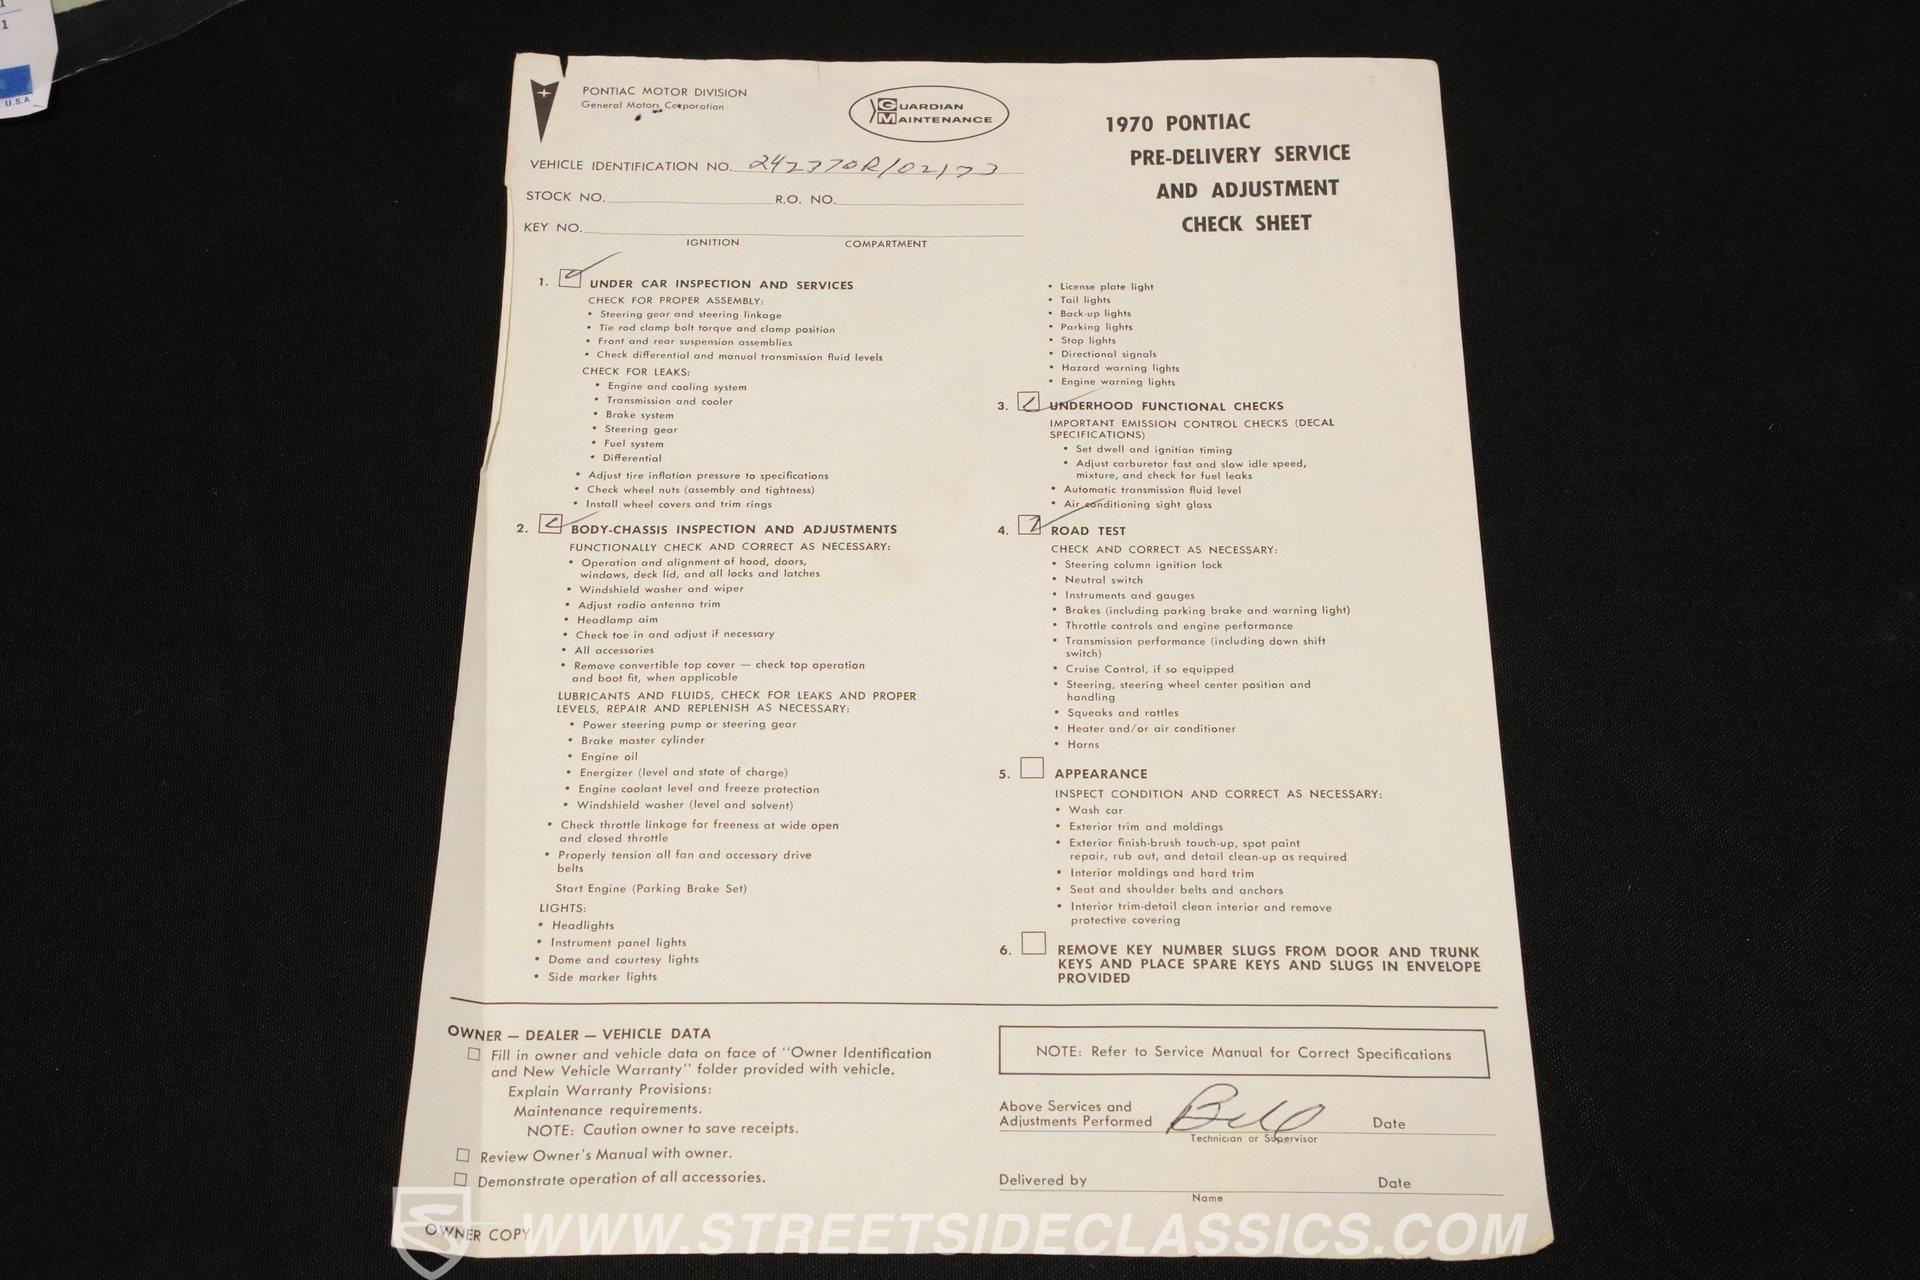 1
1
U.S.A
PONTIAC MOTOR DIVISION
General Motors Corporation
GUARDIAN
MAINTENANCE
1970 PONTIAC
PRE-DELIVERY SERVICE
AND ADJUSTMENT
CHECK SHEET
VEHICLE IDENTIFICATION NO. 242370R/02173
STOCK NO. R.O. NO.
KEY NO.
IGNITION COMPARTMENT
1. UNDER CAR INSPECTION AND SERVICES
CHECK FOR PROPER ASSEMBLY:
• Steering gear and steering linkage
• Tie rod clamp bolt torque and clamp position
• Front and rear suspension assemblies
• Check differential and manual transmission fluid levels
CHECK FOR LEAKS:
• Engine and cooling system
• Transmission and cooler
• Brake system
• Steering gear
• Fuel system
• Differential
• Adjust tire inflation pressure to specifications
• Check wheel nuts (assembly and tightness)
• Install wheel covers and trim rings
2. BODY-CHASSIS INSPECTION AND ADJUSTMENTS
FUNCTIONALLY CHECK AND CORRECT AS NECESSARY:
• Operation and alignment of hood, doors,
windows, deck lid, and all locks and latches
• Windshield washer and wiper
• Adjust radio antenna trim
• Headlamp aim
• Check toe in and adjust if necessary
• All accessories
• Remove convertible top cover — check top operation
and boot fit, when applicable
LUBRICANTS AND FLUIDS, CHECK FOR LEAKS AND PROPER
LEVELS, REPAIR AND REPLENISH AS NECESSARY:
• Power steering pump or steering gear
• Brake master cylinder
• Engine oil
• Energizer (level and state of charge)
• Engine coolant level and freeze protection
• Windshield washer (level and solvent)
• Check throttle linkage for freeness at wide open
and closed throttle
• Properly tension all fan and accessory drive
belts
Start Engine (Parking Brake Set)
LIGHTS:
• Headlights
• Instrument panel lights
• Dome and courtesy lights
• Side marker lights
• License plate light
• Tail lights
• Back-up lights
• Parking lights
• Stop lights
• Directional signals
• Hazard warning lights
• Engine warning lights
3. UNDERHOOD FUNCTIONAL CHECKS
IMPORTANT EMISSION CONTROL CHECKS (DECAL
SPECIFICATIONS)
• Set dwell and ignition timing
• Adjust carburetor fast and slow idle speed,
mixture, and check for fuel leaks
• Automatic transmission fluid level
• Air conditioning sight glass
4. ROAD TEST
CHECK AND CORRECT AS NECESSARY:
• Steering column ignition lock
• Neutral switch
• Instruments and gauges
• Brakes (including parking brake and warning light)
• Throttle controls and engine performance
• Transmission performance (including down shift
switch)
• Cruise Control, if so equipped
• Steering, steering wheel center position and
handling
• Squeaks and rattles
• Heater and/or air conditioner
• Horns
5. APPEARANCE
INSPECT CONDITION AND CORRECT AS NECESSARY:
• Wash car
• Exterior trim and moldings
• Exterior finish-brush touch-up, spot paint
repair, rub out, and detail clean-up as required
• Interior moldings and hard trim
• Seat and shoulder belts and anchors
• Interior trim-detail clean interior and remove
protective covering
6. REMOVE KEY NUMBER SLUGS FROM DOOR AND TRUNK
KEYS AND PLACE SPARE KEYS AND SLUGS IN ENVELOPE
PROVIDED
OWNER — DEALER — VEHICLE DATA
Fill in owner and vehicle data on face of "Owner Identification
and New Vehicle Warranty" folder provided with vehicle.
Explain Warranty Provisions:
Maintenance requirements.
NOTE: Caution owner to save receipts.
Review Owner's Manual with owner.
Demonstrate operation of all accessories.
OWNER COPY
NOTE: Refer to Service Manual for Correct Specifications
Above Services and
Adjustments Performed Date
Technician or Supervisor
Delivered by Date
Name
WWW.STREETSIDECLASSICS.COM